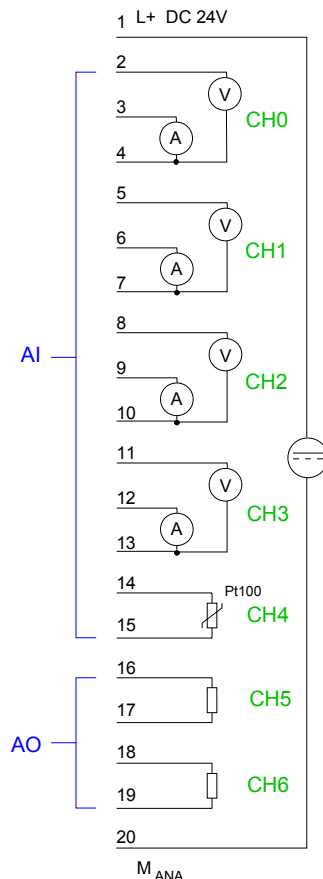 1 L+ DC 24V
2
V
CH0
3
A
4
5
V
CH1
6
A
7
8
V
AI
CH2
9
A
10
11
V
CH3
12
A
13
14
Pt100
CH4
15
16
CH5
17
AO
18
CH6
19
20
M ANA